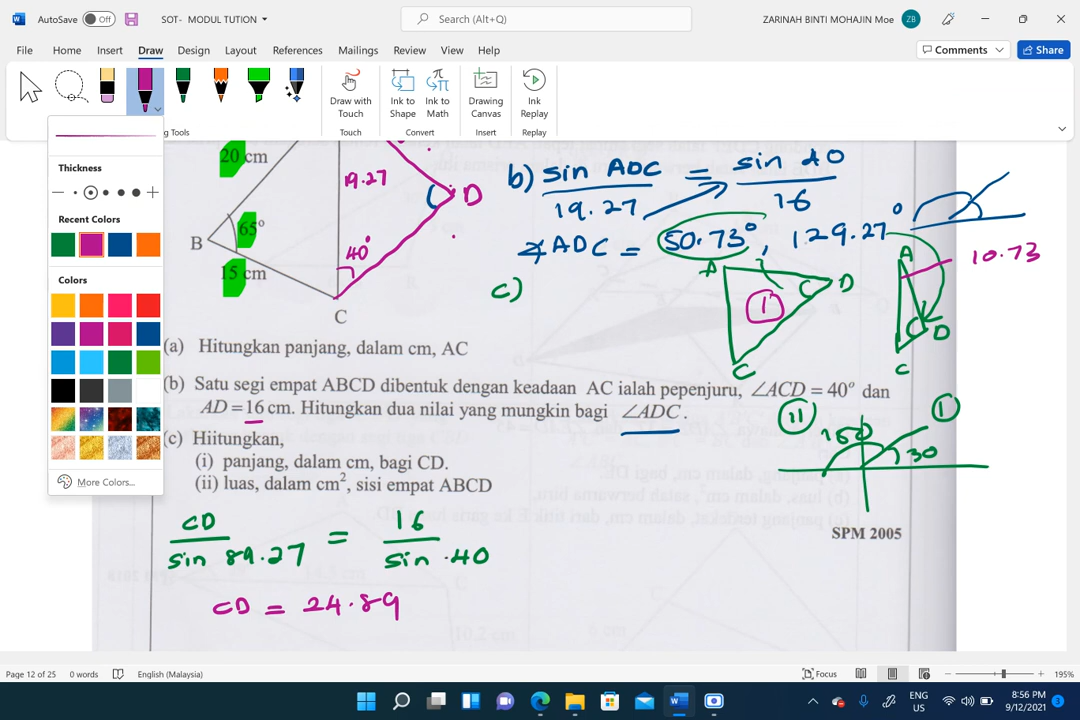 AutoSave Off SOT- MODUL TUTION Search (Alt+Q) ZARINAH BINTI MOHAJIN Moe ZB
File Home Insert Draw Design Layout References Mailings Review View Help Comments Share
Draw with Touch
Ink to Shape
Ink to Math
Drawing Canvas
Ink Replay
g Tools Touch Convert Insert Replay
Thickness
Recent Colors
Colors
More Colors...
20 cm
19.27
D
B
65°
40°
15 cm
C
b) sin ADC / 19.27 = sin 40 / 16
∡ADC = 50.73°, 129.27°
c)
A
D
C
I
A
10.73
D
C
(a) Hitungkan panjang, dalam cm, AC
(b) Satu segi empat ABCD dibentuk dengan keadaan AC ialah pepenjuru, ∠ACD = 40° dan
AD = 16 cm. Hitungkan dua nilai yang mungkin bagi ∠ADC.
(c) Hiitungkan,
(i) panjang, dalam cm, bagi CD.
(ii) luas, dalam cm², sisi empat ABCD
II
I
150
30
SPM 2005
CD / sin 89.27 = 16 / sin 40
CD = 24.89
Page 12 of 25 0 words English (Malaysia) Focus 195%
ENG
US
8:56 PM
9/12/2021
3